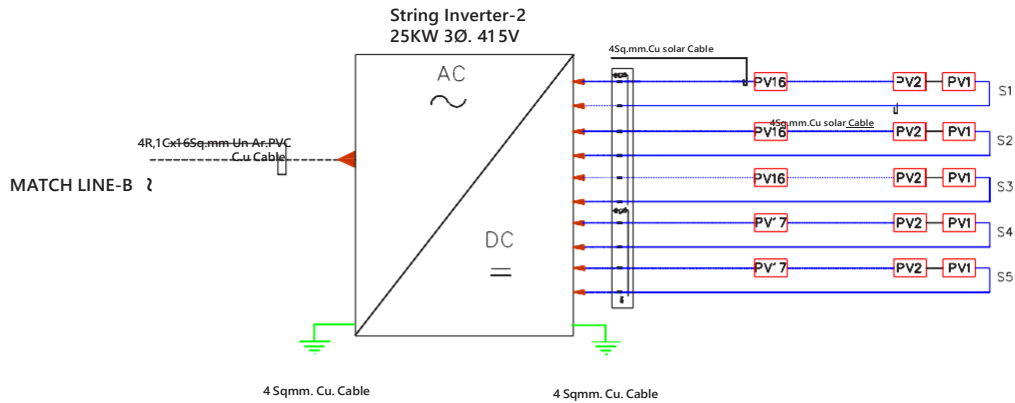 String Inverter-2
25KW 3Ø. 415V
4Sq.mm.Cu solar Cable
AC
PV16 PV2 PV1
S1
4Sq.mm.Cu solar Cable
PV16 PV2 PV1
S2
4R,1Cx16Sq.mm Un Ar.PVC
C.u Cable
MATCH LINE-B
PV16 PV2 PV1
S3
PV17 PV2 PV1
S4
DC
PV17 PV2 PV1
S5
4 Sqmm. Cu. Cable
4 Sqmm. Cu. Cable